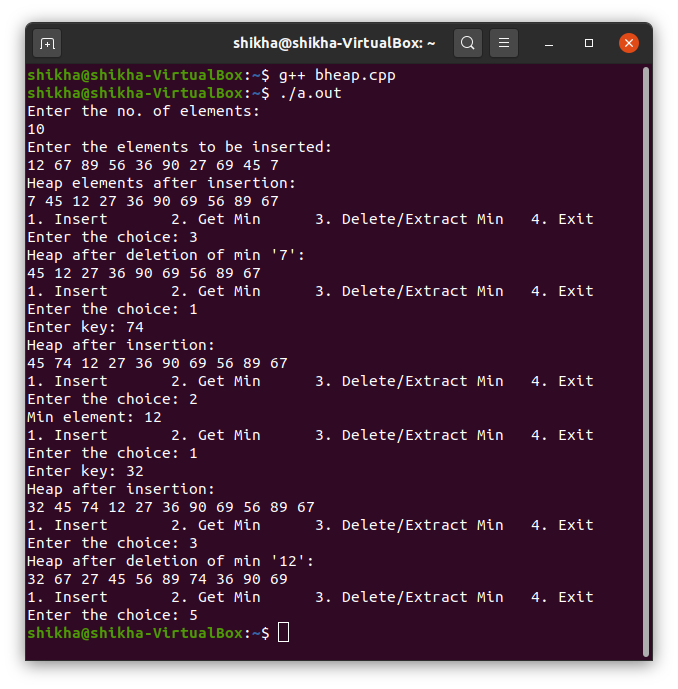 shikha@shikha-VirtualBox: ~
shikha@shikha-VirtualBox:~$ g++ bheap.cpp
shikha@shikha-VirtualBox:~$ ./a.out
Enter the no. of elements:
10
Enter the elements to be inserted:
12 67 89 56 36 90 27 69 45 7
Heap elements after insertion:
7 45 12 27 36 90 69 56 89 67
1. Insert       2. Get Min      3. Delete/Extract Min   4. Exit
Enter the choice: 3
Heap after deletion of min '7':
45 12 27 36 90 69 56 89 67
1. Insert       2. Get Min      3. Delete/Extract Min   4. Exit
Enter the choice: 1
Enter key: 74
Heap after insertion:
45 74 12 27 36 90 69 56 89 67
1. Insert       2. Get Min      3. Delete/Extract Min   4. Exit
Enter the choice: 2
Min element: 12
1. Insert       2. Get Min      3. Delete/Extract Min   4. Exit
Enter the choice: 1
Enter key: 32
Heap after insertion:
32 45 74 12 27 36 90 69 56 89 67
1. Insert       2. Get Min      3. Delete/Extract Min   4. Exit
Enter the choice: 3
Heap after deletion of min '12':
32 67 27 45 56 89 74 36 90 69
1. Insert       2. Get Min      3. Delete/Extract Min   4. Exit
Enter the choice: 5
shikha@shikha-VirtualBox:~$